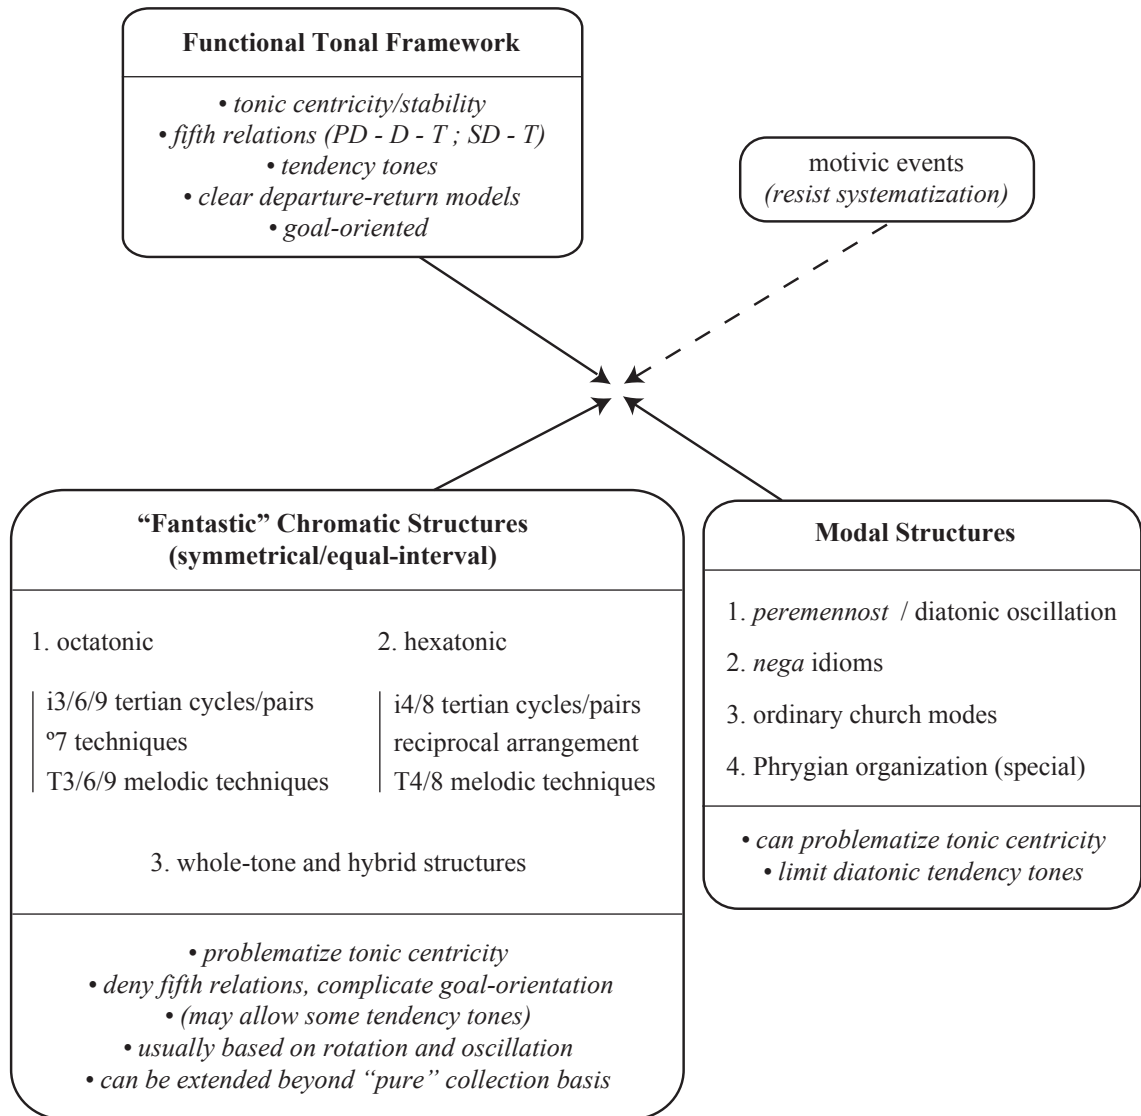 Functional Tonal Framework
• tonic centricity/stability
• fifth relations (PD - D - T ; SD - T)
• tendency tones
• clear departure-return models
• goal-oriented
motivic events
(resist systematization)
“Fantastic” Chromatic Structures
(symmetrical/equal-interval)
1. octatonic
i3/6/9 tertian cycles/pairs
º7 techniques
T3/6/9 melodic techniques
2. hexatonic
i4/8 tertian cycles/pairs
reciprocal arrangement
T4/8 melodic techniques
3. whole-tone and hybrid structures
• problematize tonic centricity
• deny fifth relations, complicate goal-orientation
• (may allow some tendency tones)
• usually based on rotation and oscillation
• can be extended beyond “pure” collection basis
Modal Structures
1. peremennost / diatonic oscillation
2. nega idioms
3. ordinary church modes
4. Phrygian organization (special)
• can problematize tonic centricity
• limit diatonic tendency tones